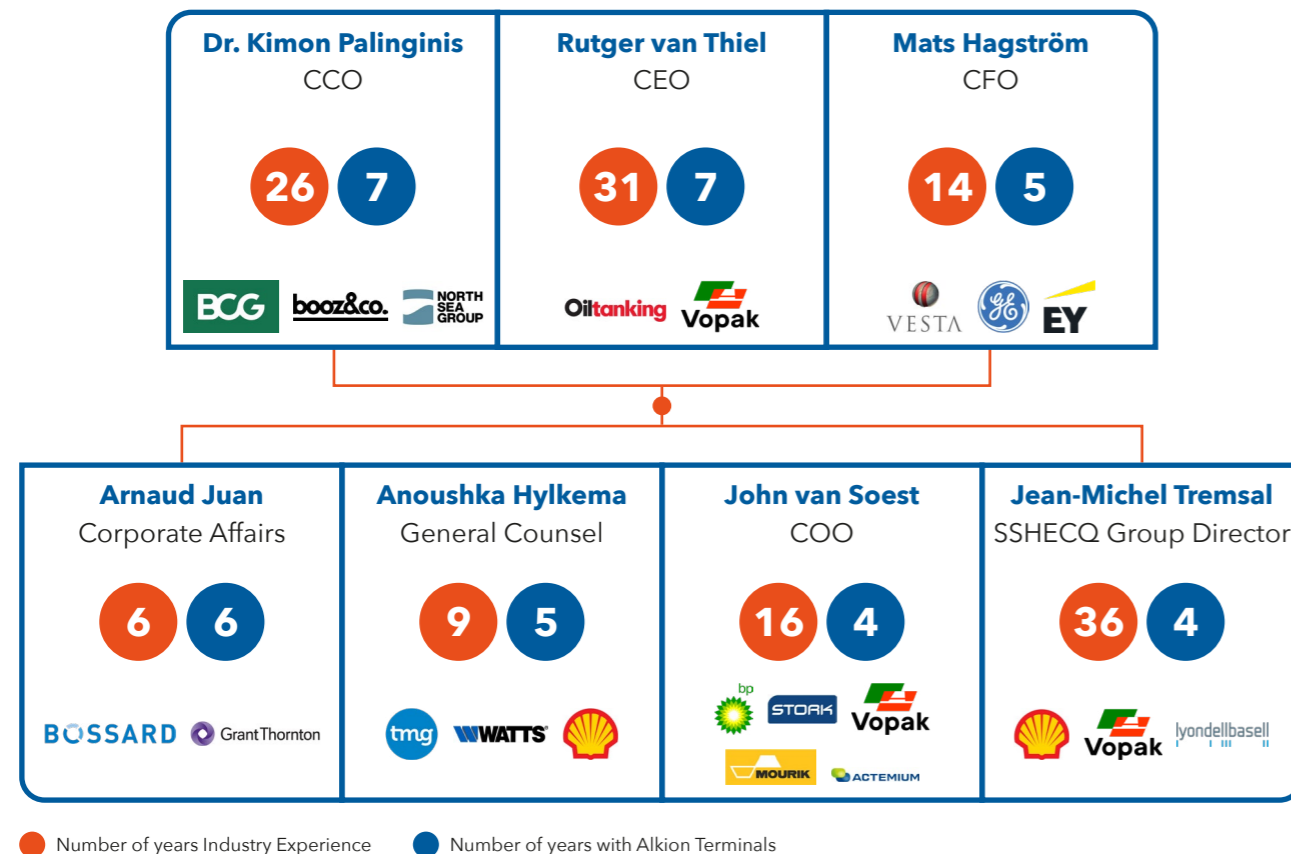 Dr. Kimon Palinginis
CCO
26 7
BCG booz&co. NORTH
SEA
GROUP
Rutger van Thiel
CEO
31 7
Oiltanking Vopak
Mats Hagström
CFO
14 5
VESTA GE EY
Arnaud Juan
Corporate Affairs
6 6
BOSSARD Grant Thornton
Anoushka Hylkema
General Counsel
9 5
tmg WATTS
John van Soest
COO
16 4
bp STORK Vopak
MOURIK ACTEMIUM
Jean-Michel Tremsal
SSHECQ Group Director
36 4
Vopak lyondellbasell
Number of years Industry Experience
Number of years with Alkion Terminals